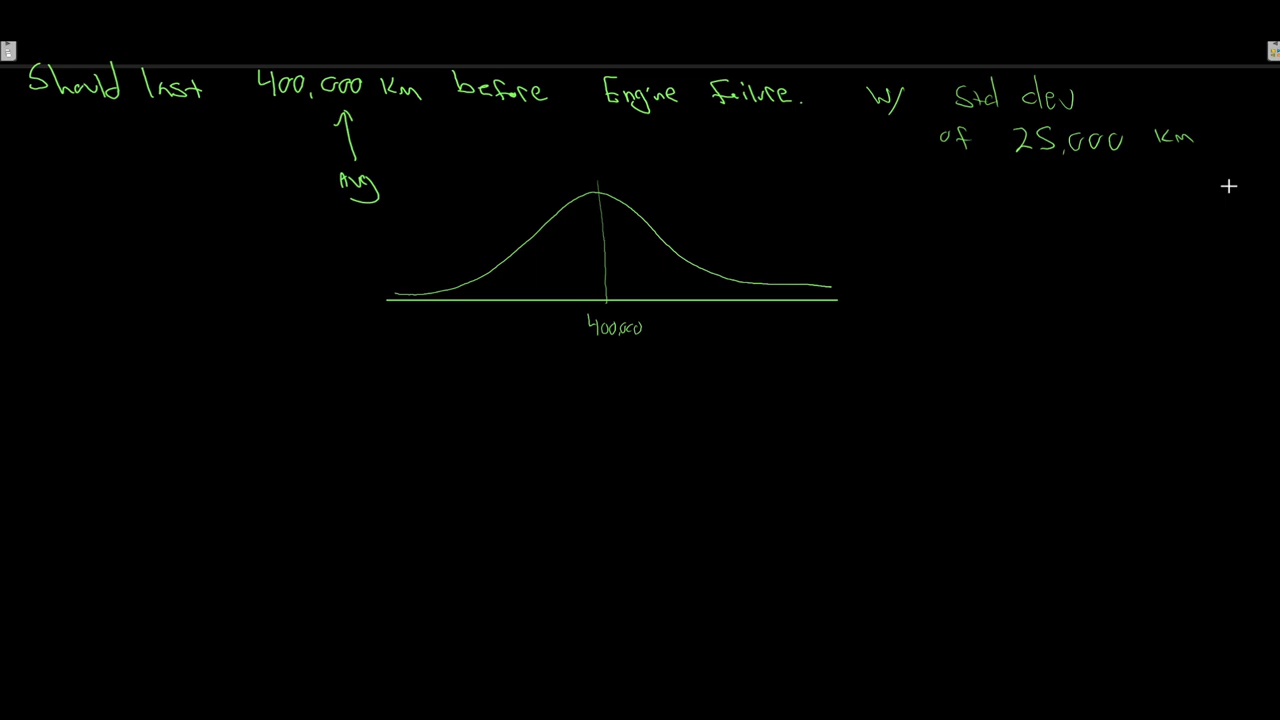 Should last 400,000 Km before Engine Failure. W/ Std dev
of 25,000 Km
Avg
400,000